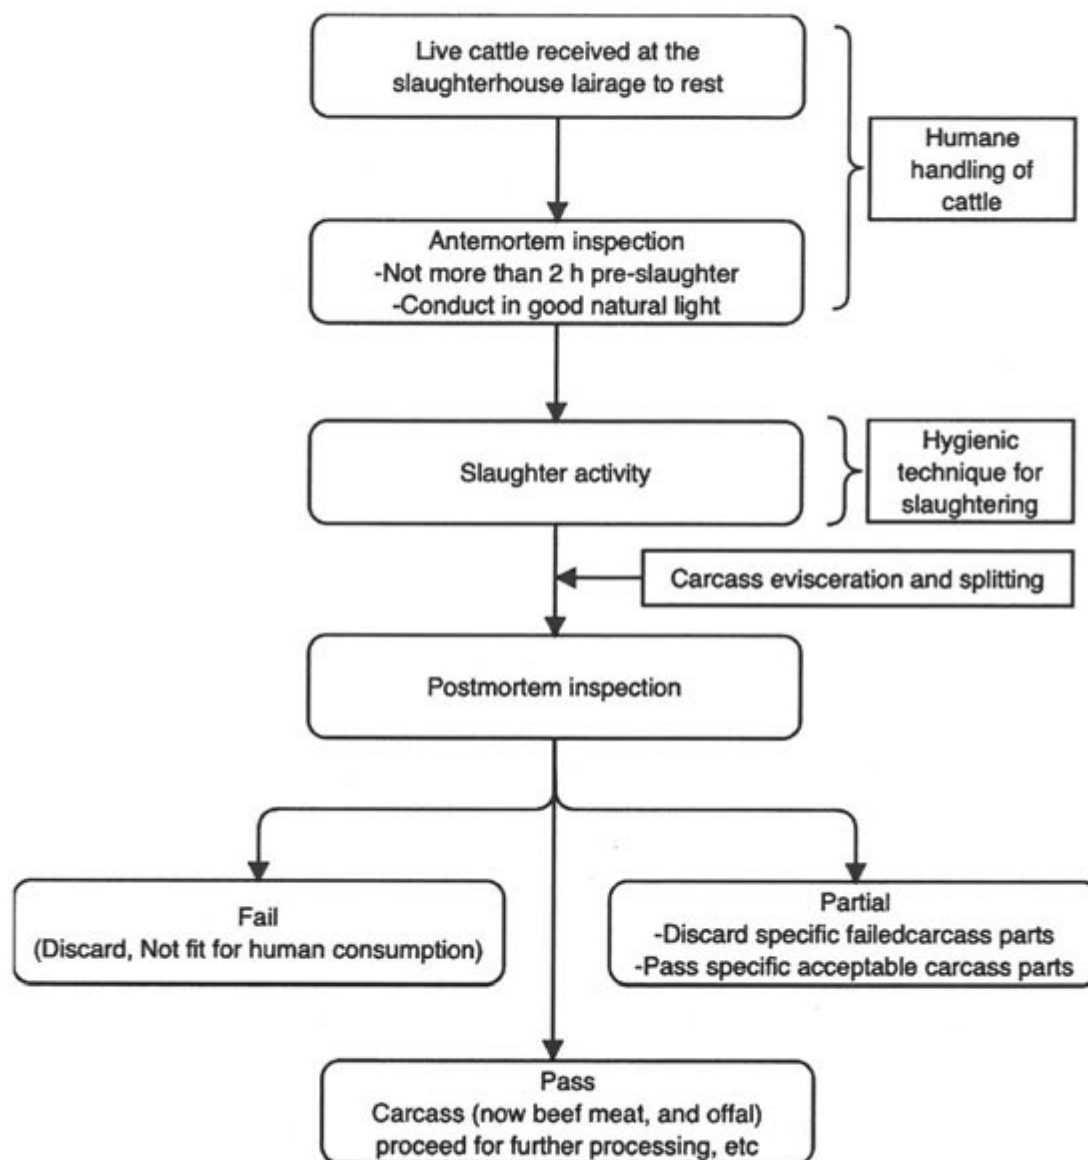 Live cattle received at the
slaughterhouse lairage to rest
Humane
handling of
cattle
Antemortem inspection
-Not more than 2 h pre-slaughter
-Conduct in good natural light
Slaughter activity
Hygienic
technique for
slaughtering
Carcass evisceration and splitting
Postmortem inspection
Fail
(Discard, Not fit for human consumption)
Partial
-Discard specific failedcarcass parts
-Pass specific acceptable carcass parts
Pass
Carcass (now beef meat, and offal)
proceed for further processing, etc